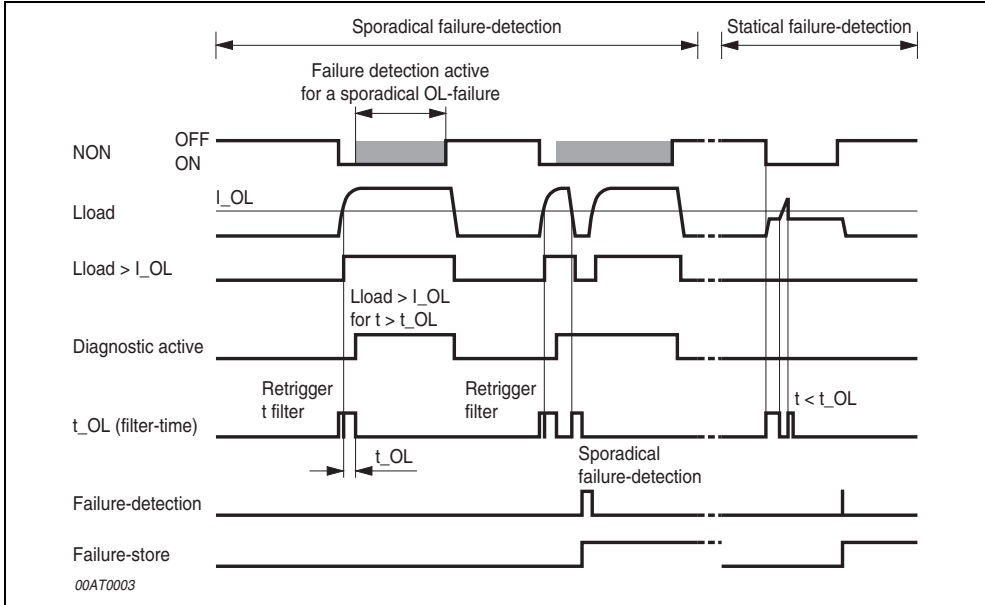 Sporadical failure-detection
Statical failure-detection
Failure detection active
for a sporadical OL-failure
NON
OFF
ON
I_OL
Lload
Lload > I_OL
Lload > I_OL
for t > t_OL
Diagnostic active
Retrigger
t filter
Retrigger
filter
t < t_OL
t_OL (filter-time)
t_OL
Sporadical
failure-detection
Failure-detection
Failure-store
00AT0003